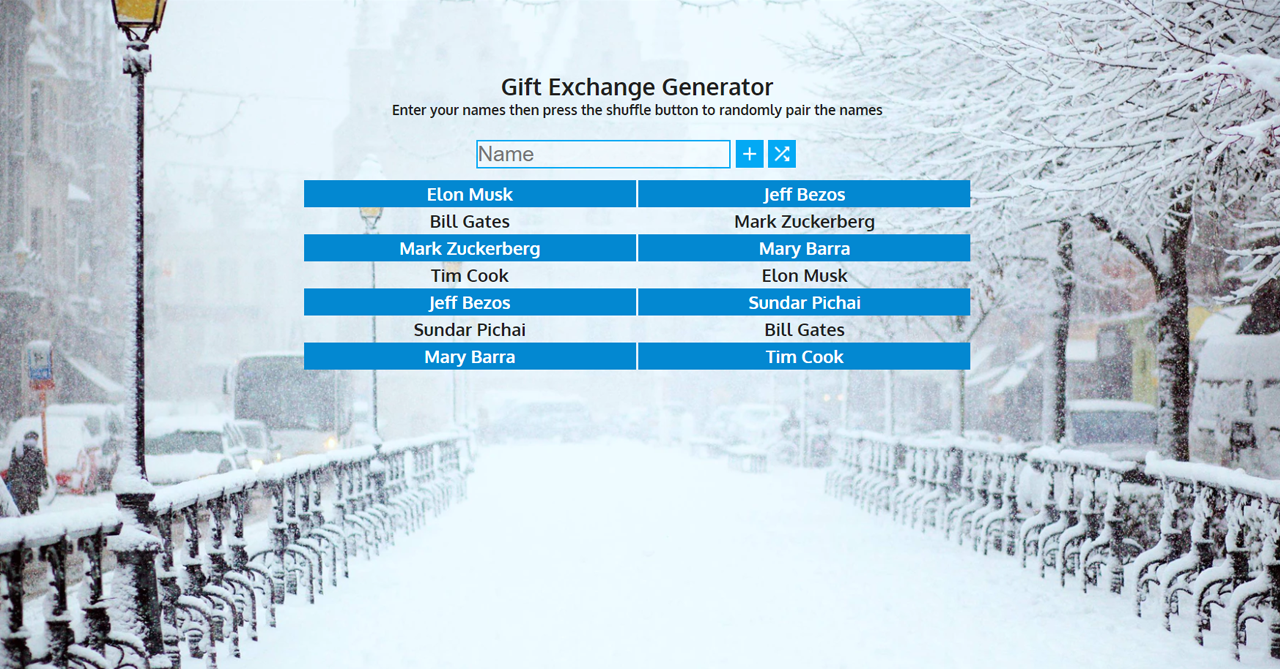 Gift Exchange Generator
Enter your names then press the shuffle button to randomly pair the names
Name
Elon Musk Jeff Bezos
Bill Gates Mark Zuckerberg
Mark Zuckerberg Mary Barra
Tim Cook Elon Musk
Jeff Bezos Sundar Pichai
Sundar Pichai Bill Gates
Mary Barra Tim Cook